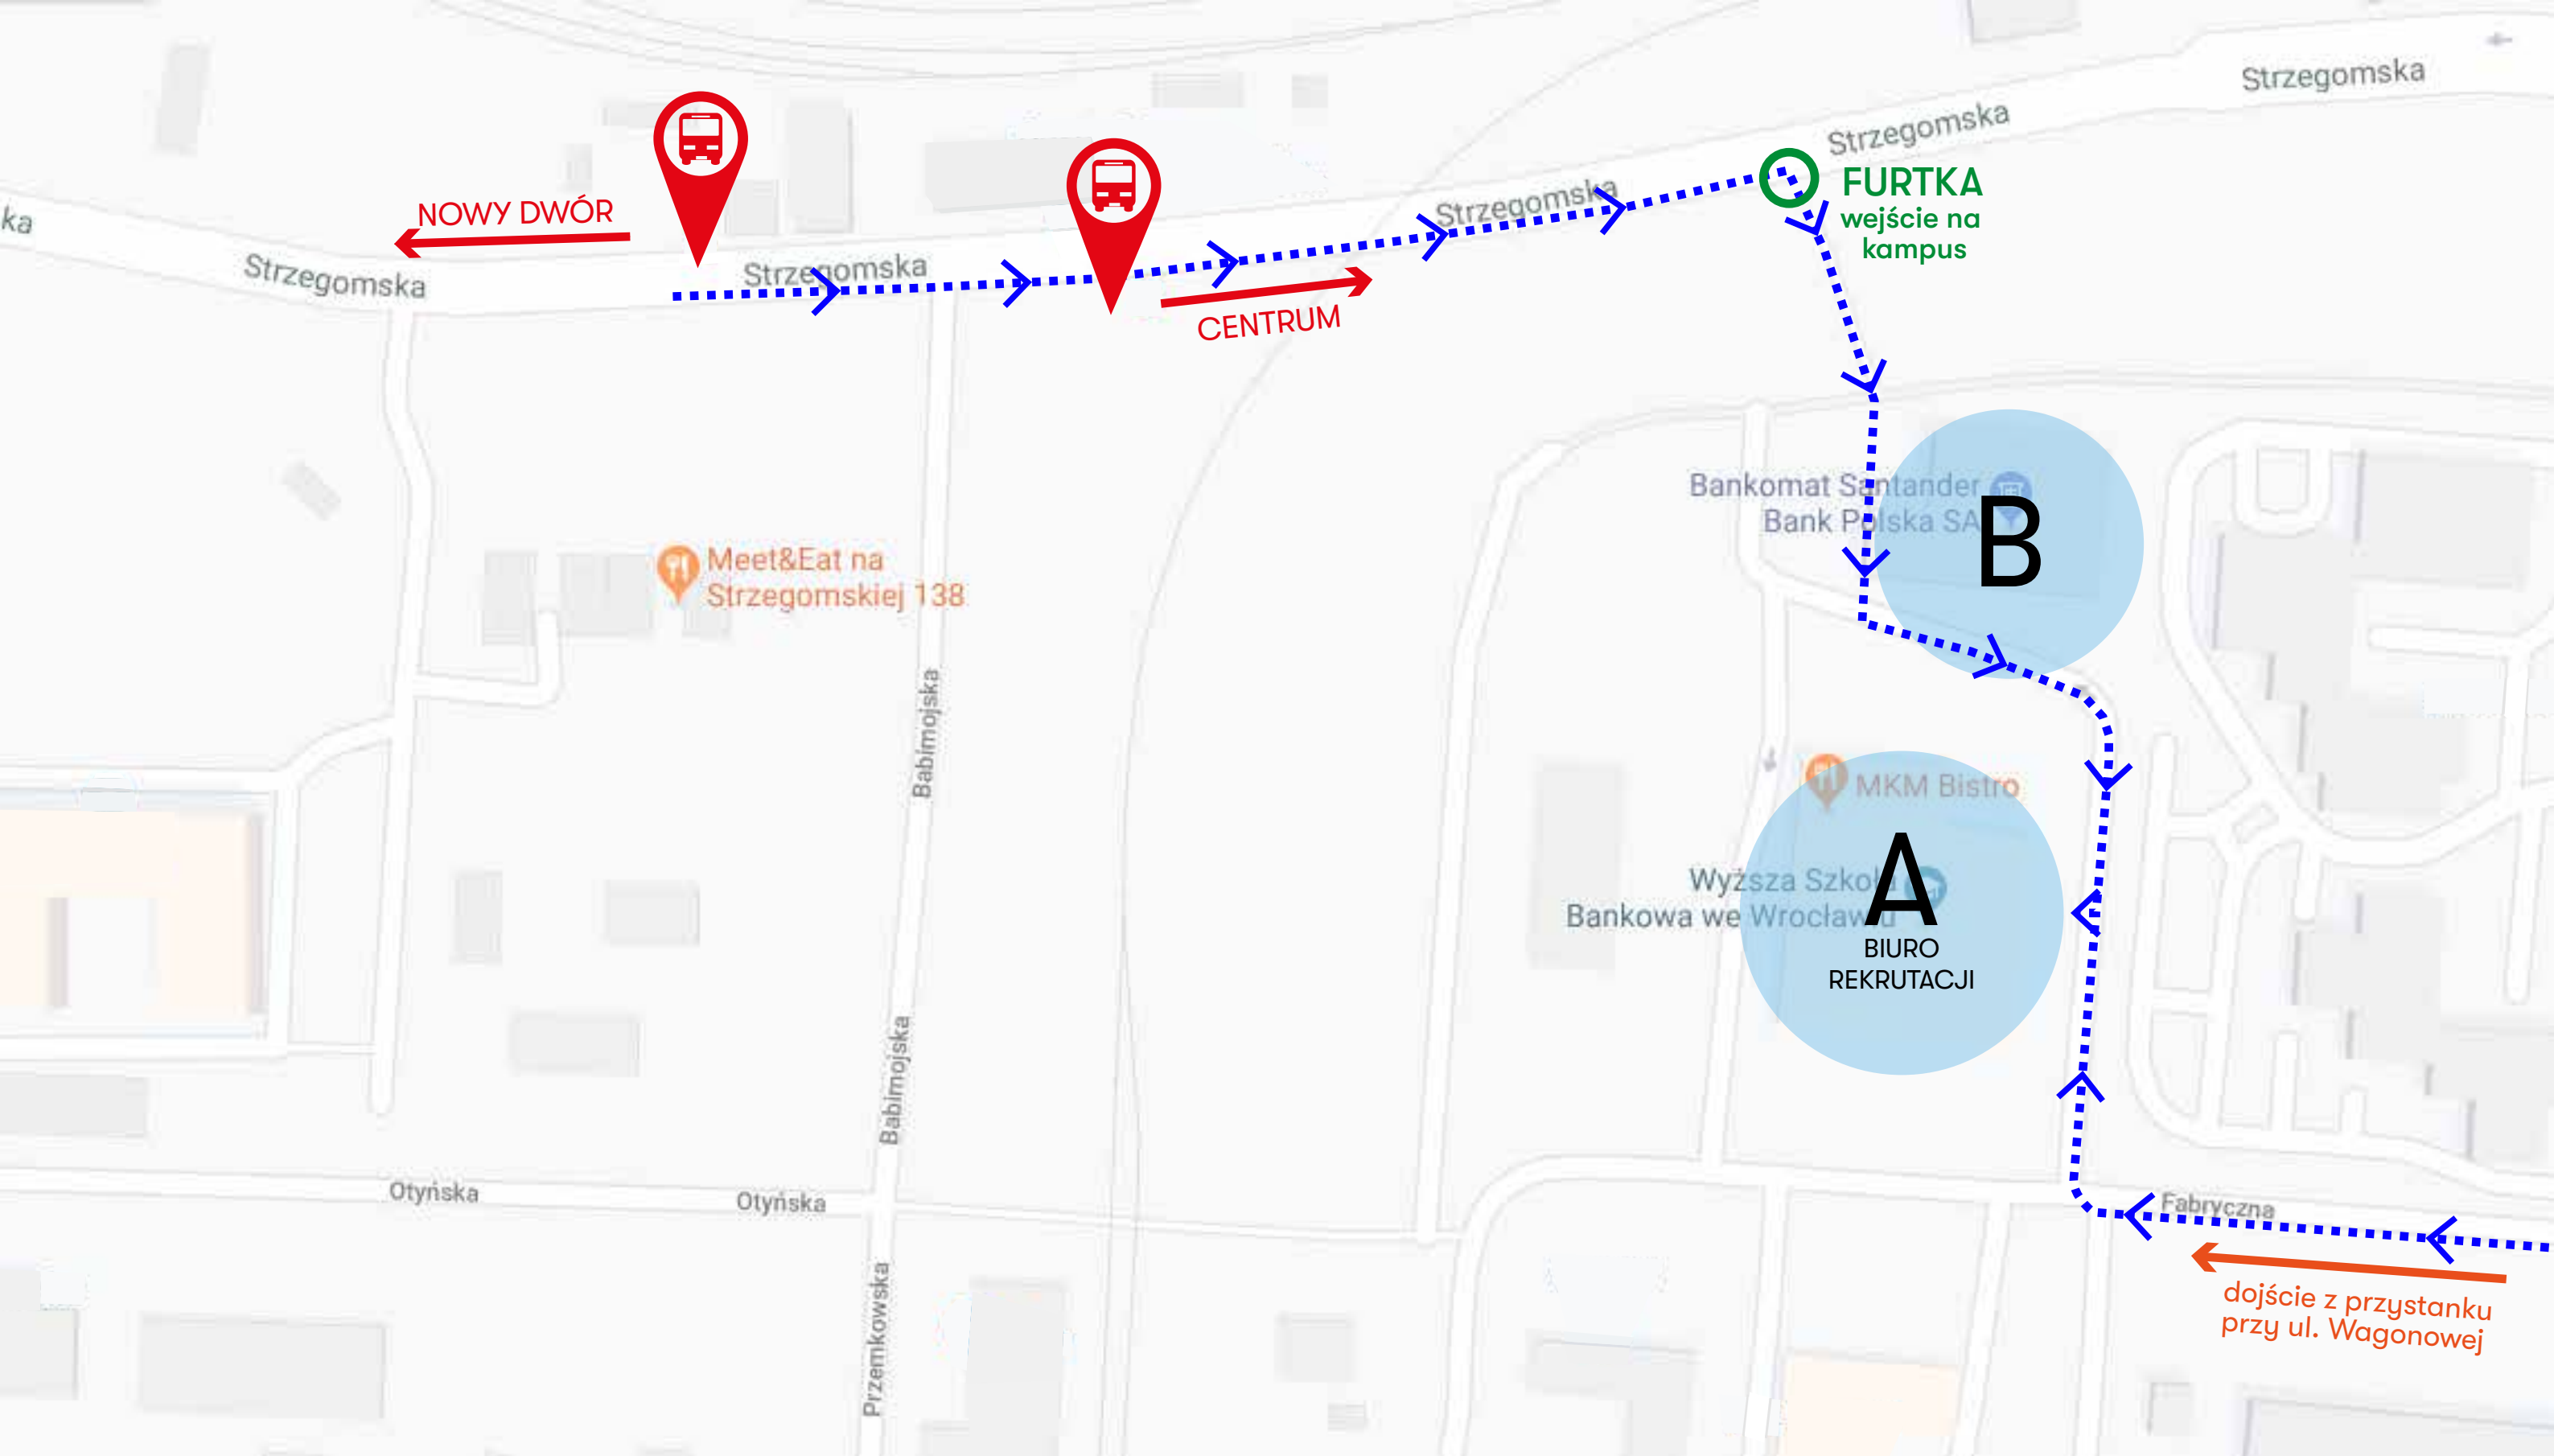 Strzegomska
Strzegomska
FURTKA
wejście na
kampus
NOWY DWÓR
ka
Strzegomska
Strzegomska
Strzegomska
CENTRUM
Bankomat Santander
Bank Polska SA
B
Meet&Eat na
Strzegomskiej 138
Babimojska
MKM Bistro
Wyższa Szkoła
Bankowa we Wrocławiu
A
BIURO
REKRUTACJI
Babimojska
Otyńska
Otyńska
Fabryczna
dojście z przystanku
przy ul. Wagonowej
Przemkowska